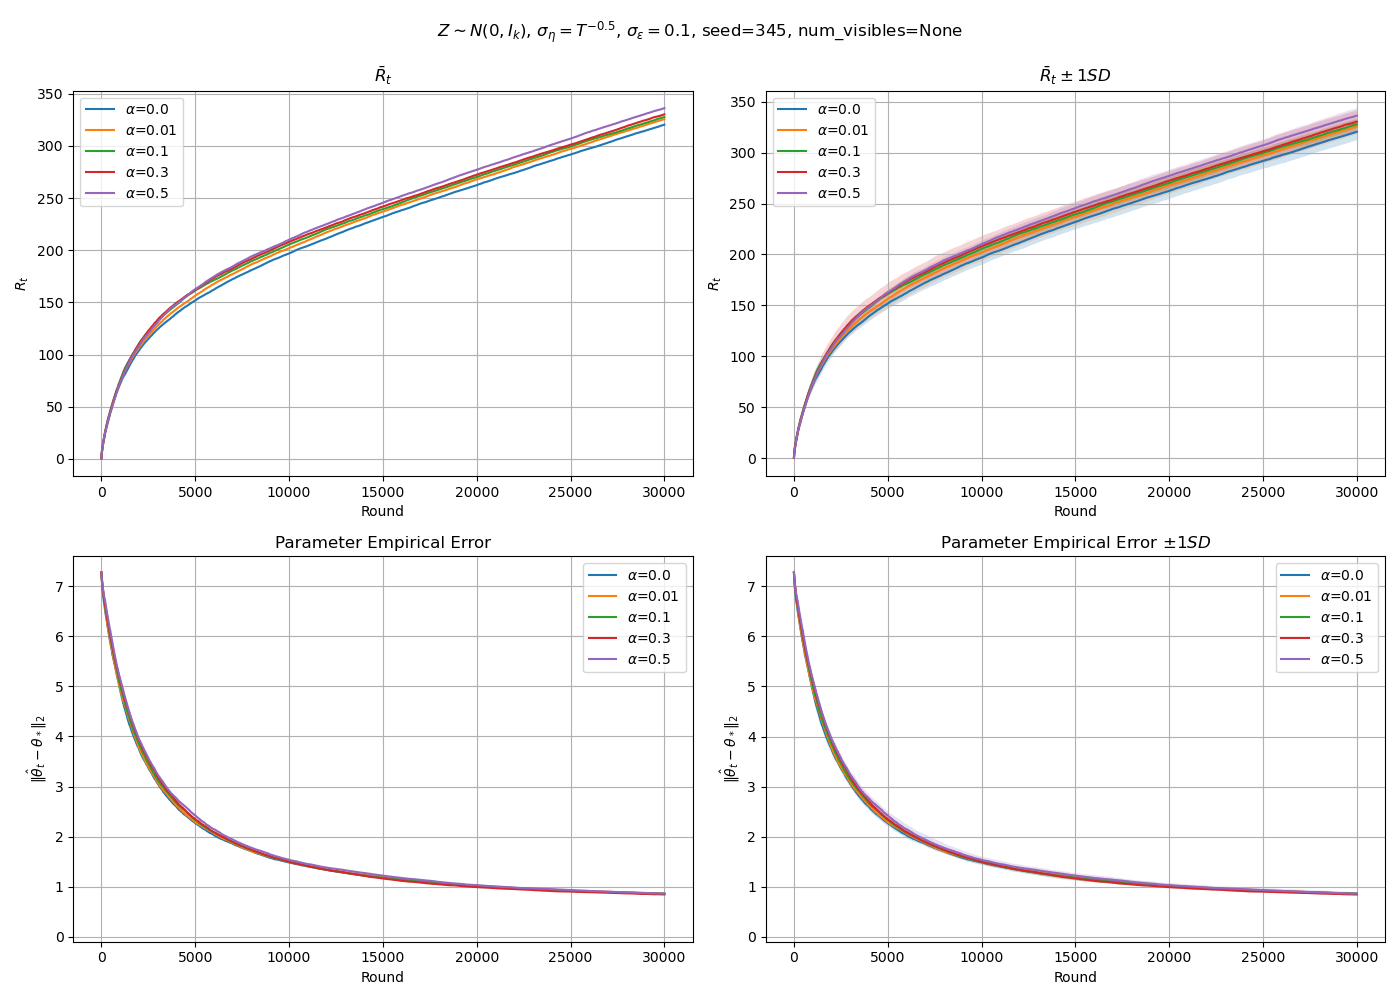 Z ~ N(0, I_k), σ_η = T^{-0.5}, σ_ε = 0.1, seed=345, num_visibles=None
R̄_t
350
300
250
200
150
100
50
0
R_t
α=0.0
α=0.01
α=0.1
α=0.3
α=0.5
0 5000 10000 15000 20000 25000 30000
Round
R̄_t ± 1SD
350
300
250
200
150
100
50
0
R_t
α=0.0
α=0.01
α=0.1
α=0.3
α=0.5
0 5000 10000 15000 20000 25000 30000
Round
Parameter Empirical Error
7
6
5
4
3
2
1
0
‖θ̂_t − θ_*‖_2
α=0.0
α=0.01
α=0.1
α=0.3
α=0.5
0 5000 10000 15000 20000 25000 30000
Round
Parameter Empirical Error ±1SD
7
6
5
4
3
2
1
0
‖θ̂_t − θ_*‖_2
α=0.0
α=0.01
α=0.1
α=0.3
α=0.5
0 5000 10000 15000 20000 25000 30000
Round